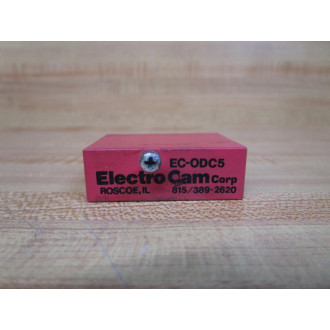 EC-ODC5
Electro Cam Corp
ROSCOE, IL 815/389-2620